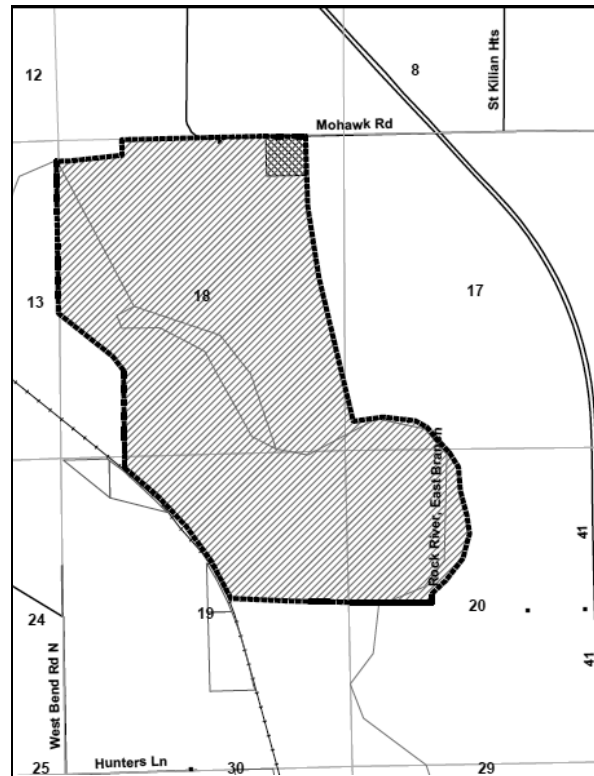 St Kilian Hts
8
12
Mohawk Rd
17
18
13
Rock River, East Branch
41
20
19
24
41
West Bend Rd N
Hunters Ln
25
30
29